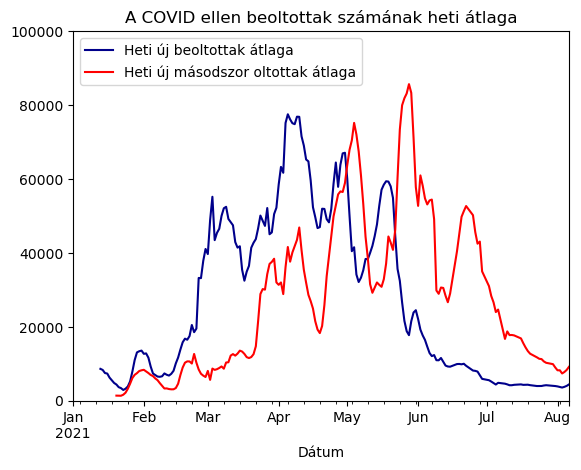 A COVID ellen beoltottak számának heti átlaga
Heti új beoltottak átlaga
Heti új másodszor oltottak átlaga
100000
80000
60000
40000
20000
0
Jan Feb Mar Apr May Jun Jul Aug
2021
Dátum